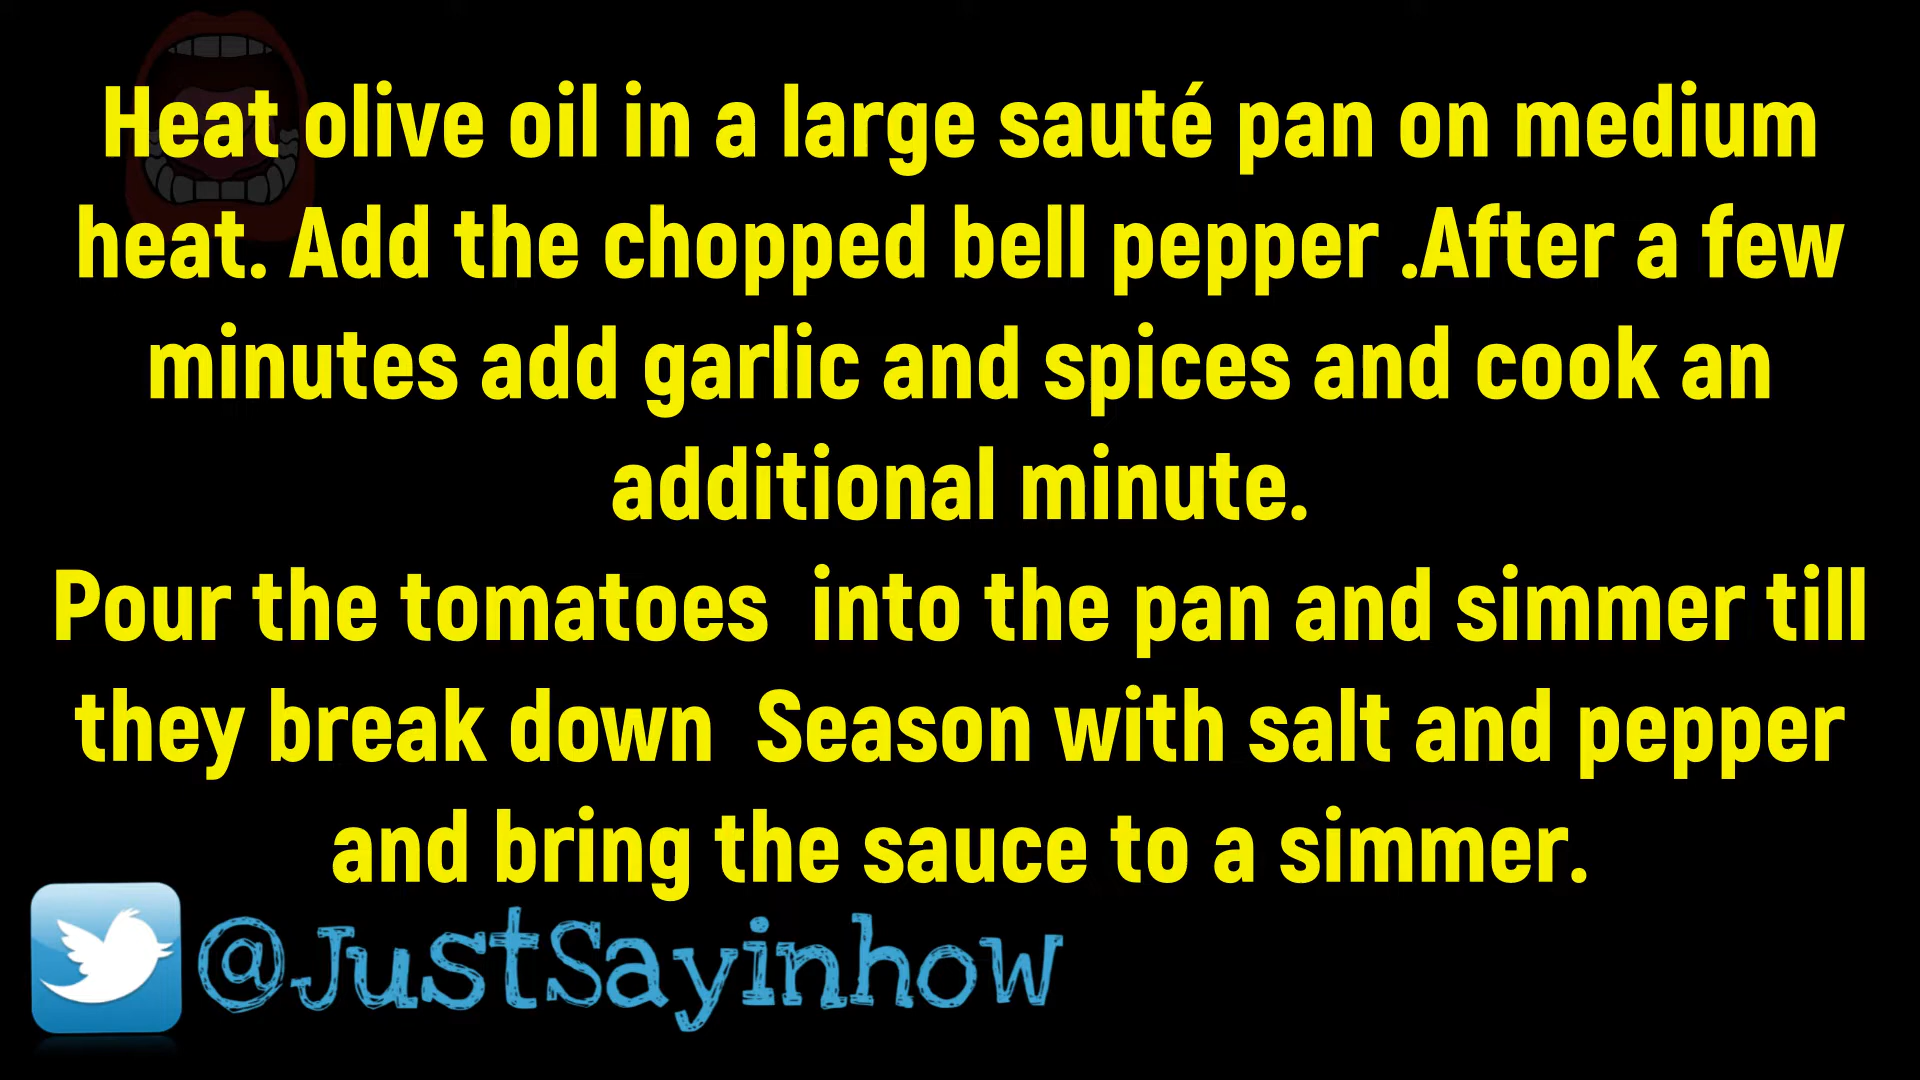 Heat olive oil in a large sauté pan on medium
heat. Add the chopped bell pepper .After a few
minutes add garlic and spices and cook an
additional minute.
Pour the tomatoes  into the pan and simmer till
they break down  Season with salt and pepper
and bring the sauce to a simmer.
@JustSayinhow